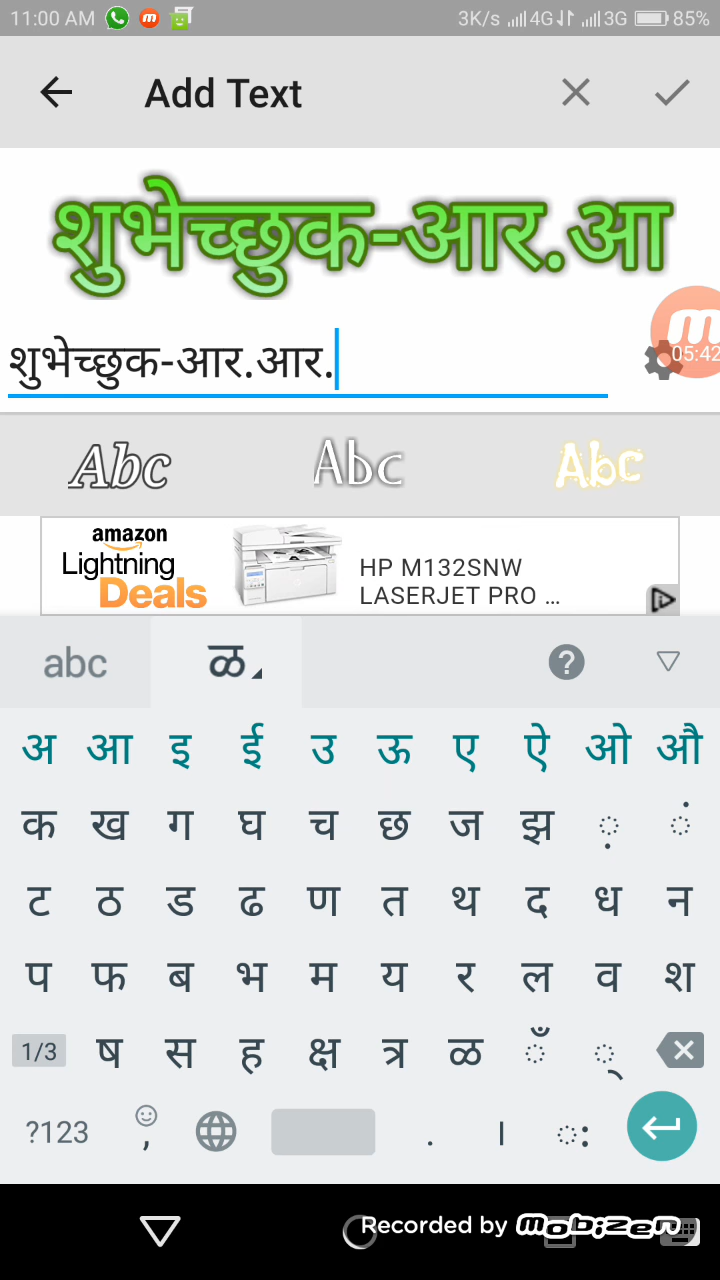 11:00 AM 3K/s 4G 3G 85%
Add Text
शुभेच्छुक-आर.आ
शुभेच्छुक-आर.आर.
05:42
Abc Abc Abc
amazon
Lightning
Deals
HP M132SNW
LASERJET PRO ...
abc ळ ?
अ आ इ ई उ ऊ ए ऐ ओ औ
क ख ग घ च छ ज झ ़ ं
ट ठ ड ढ ण त थ द ध न
प फ ब भ म य र ल व श
1/3 ष स ह क्ष त्र ळ ँ ्
?123 , . । ः
Recorded by mobizen